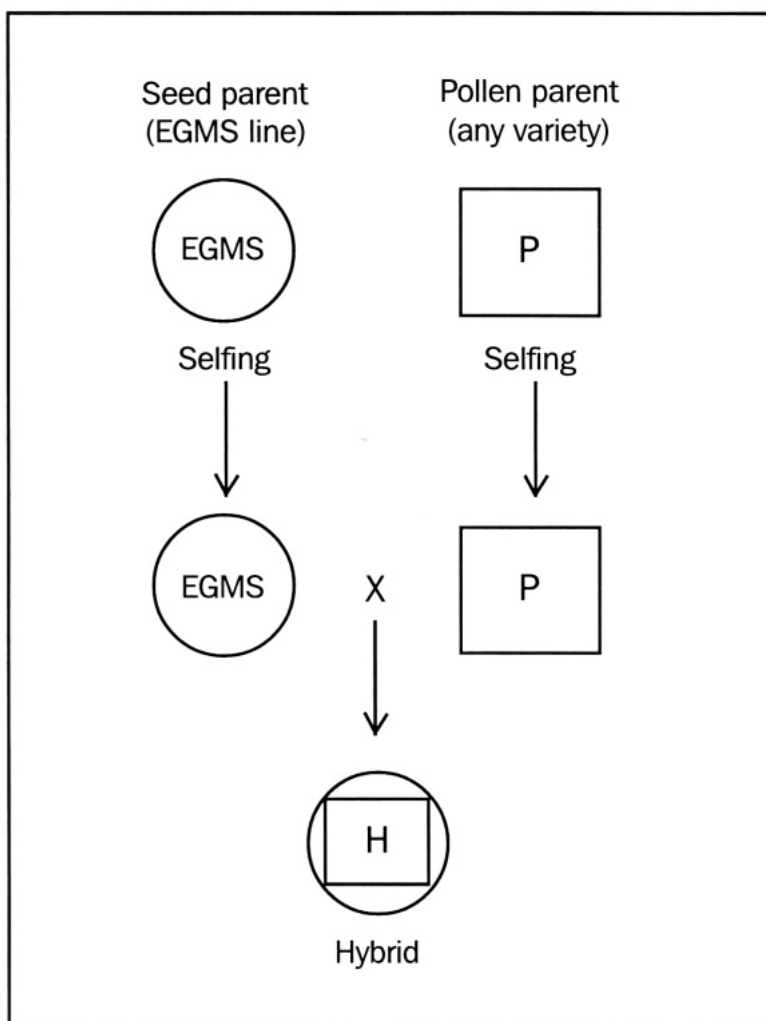 Seed parent
(EGMS line)
Pollen parent
(any variety)
EGMS
P
Selfing
Selfing
EGMS
X
P
H
Hybrid